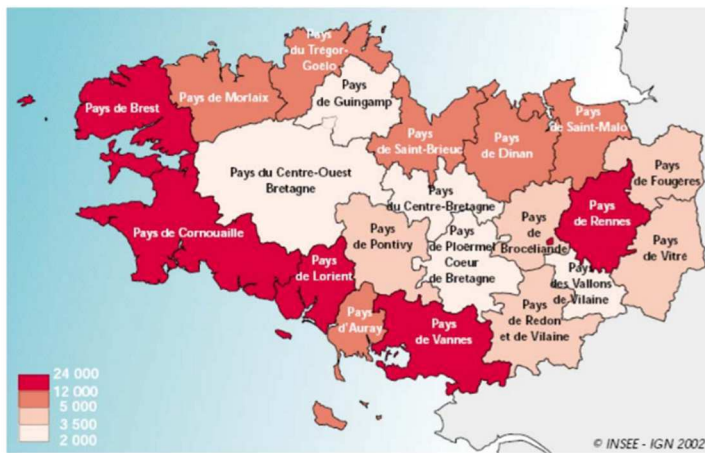 Pays
du Trégor-
Goëlo
Pays de Brest
Pays de Morlaix
Pays
de Guingamp
Pays
de Saint-Brieuc
Pays
de Dinan
Pays
de Saint-Malo
Pays
de Fougères
Pays du Centre-Ouest
Bretagne
Pays
du Centre-Bretagne
Pays
de Rennes
Pays de Cornouaille
Pays
de Lorient
Pays
de Pontivy
Pays
de Ploërmel
Coeur
de Bretagne
Pays
de
Brocéliande
Pays
de Vitré
Pays
des Vallons
de Vilaine
Pays
d'Auray
Pays
de Vannes
Pays
de Redon
et de Vilaine
24 000
12 000
5 000
3 500
2 000
© INSEE - IGN 2002